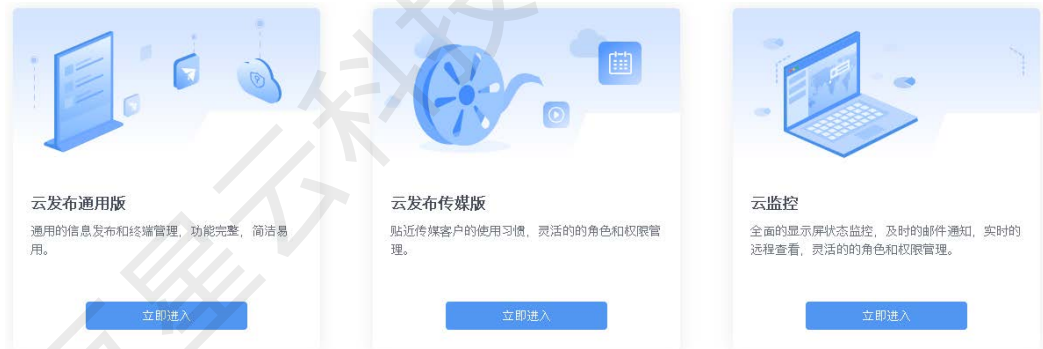 云发布通用版
通用的信息发布和终端管理，功能完整，简洁易
用。
立即进入
云发布传媒版
贴近传媒客户的使用习惯，灵活的的角色和权限管
理。
立即进入
云监控
全面的显示屏状态监控，及时的邮件通知，实时的
远程查看，灵活的的角色和权限管理。
立即进入
星云科技